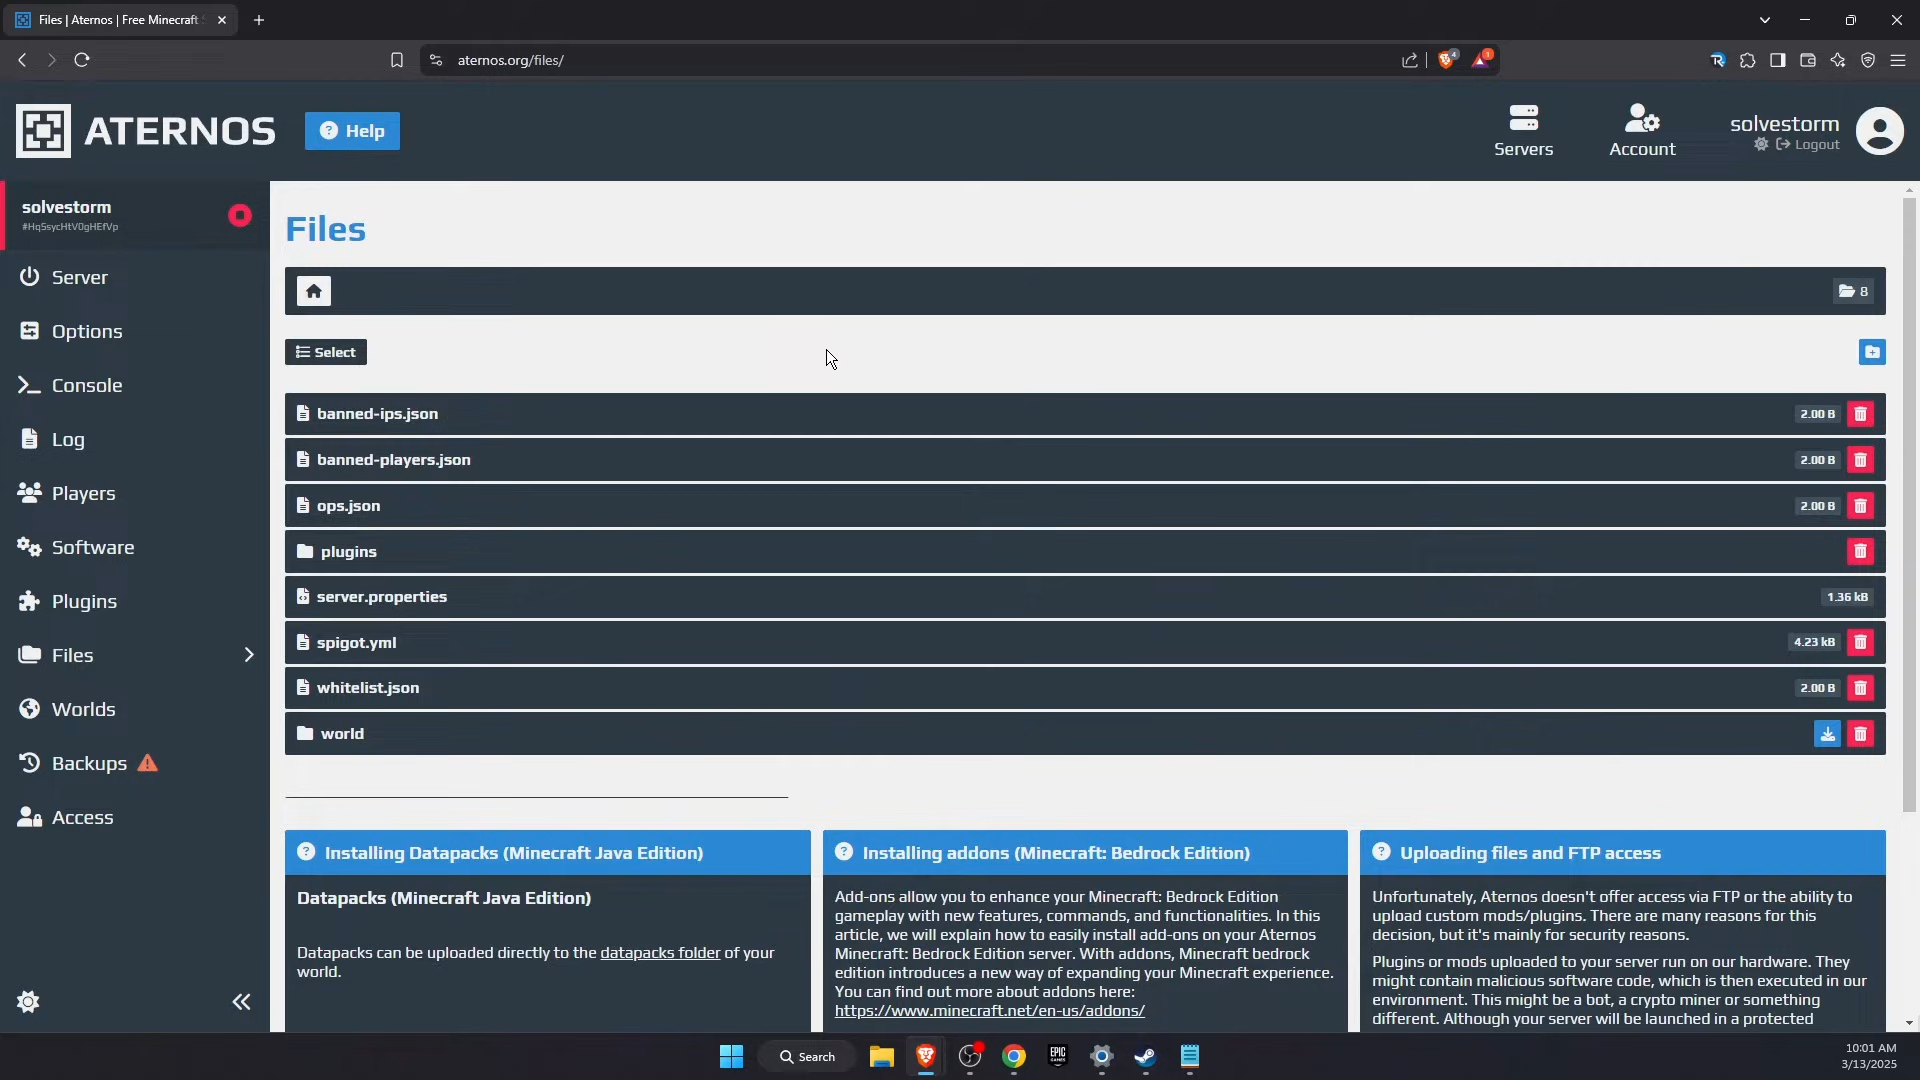 Files | Aternos | Free Minecraft
aternos.org/files/
4
1
ATERNOS
Help
Servers
Account
solvestorm
Logout
solvestorm
Server
Options
Console
Log
Players
Software
Plugins
Files
Worlds
Backups
Access
Files
8
Select
banned-ips.json
2.00 B
banned-players.json
2.00 B
ops.json
2.00 B
plugins
server.properties
1.36 kB
spigot.yml
4.23 kB
whitelist.json
2.00 B
world
Installing Datapacks (Minecraft Java Edition)
Datapacks (Minecraft Java Edition)
Datapacks can be uploaded directly to the datapacks folder of your
world.
Installing addons (Minecraft: Bedrock Edition)
Add-ons allow you to enhance your Minecraft: Bedrock Edition
gameplay with new features, commands, and functionalities. In this
article, we will explain how to easily install add-ons on your Aternos
Minecraft: Bedrock Edition server. With addons, Minecraft bedrock
edition introduces a new way of expanding your Minecraft experience.
You can find out more about addons here:
https://www.minecraft.net/en-us/addons/
Uploading files and FTP access
Unfortunately, Aternos doesn't offer access via FTP or the ability to
upload custom mods/plugins. There are many reasons for this
decision, but it's mainly for security reasons.
Plugins or mods uploaded to your server run on our hardware. They
might contain malicious software code, which is then executed in our
environment. This might be a bot, a crypto miner or something
different. Although your server will be launched in a protected
Search
EPIC
GAMES
10:01 AM
3/13/2025